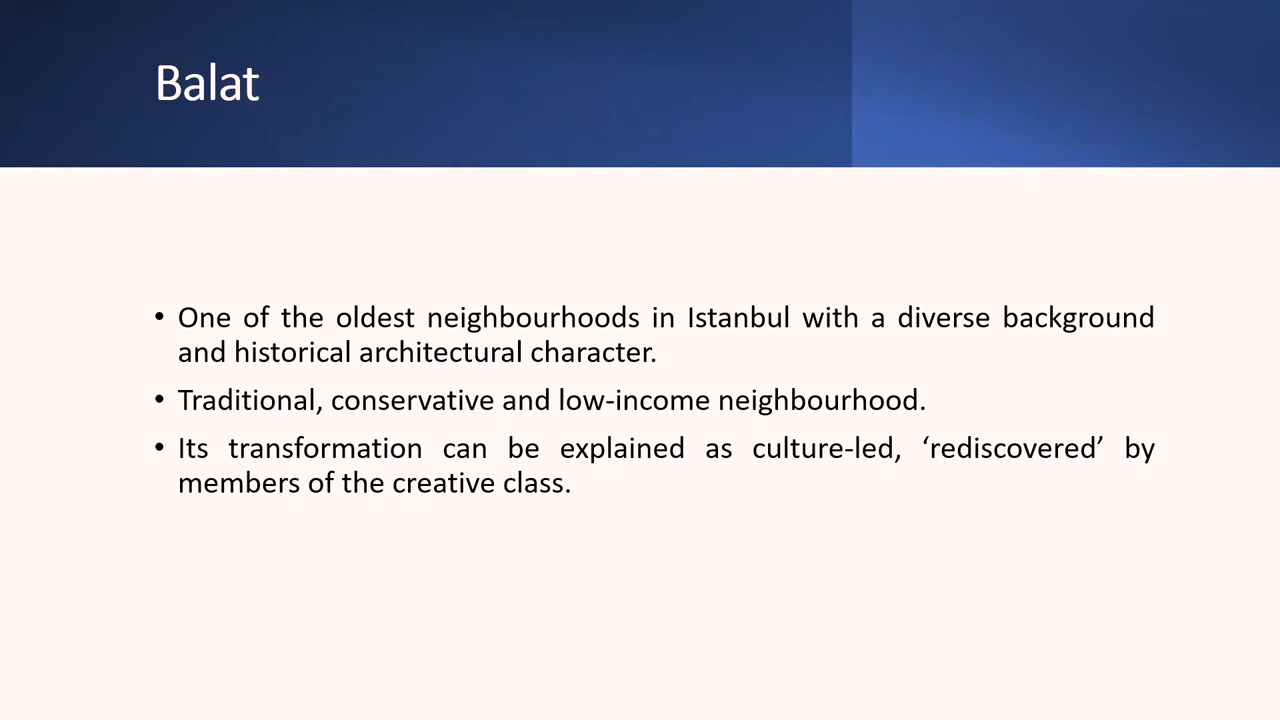 Balat
• One of the oldest neighbourhoods in Istanbul with a diverse background
and historical architectural character.
• Traditional, conservative and low-income neighbourhood.
• Its transformation can be explained as culture-led, ‘rediscovered’ by
members of the creative class.